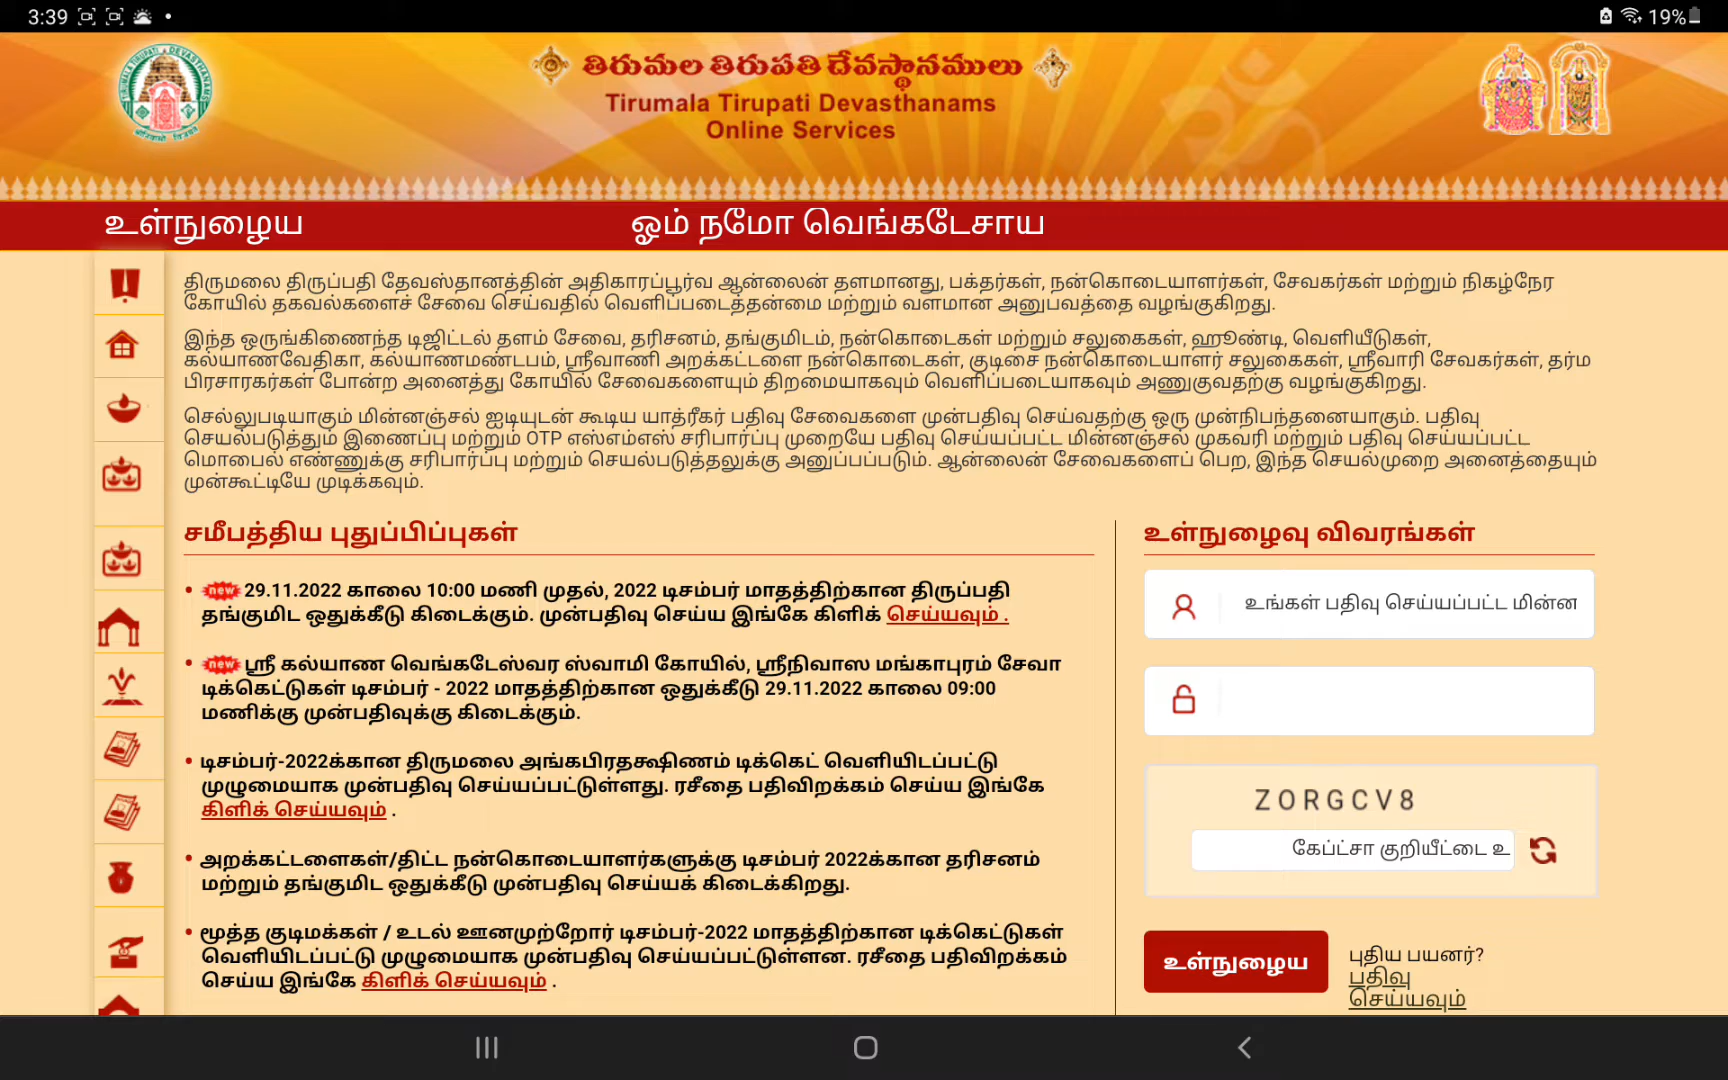 3:39
19%
తిరుమల తిరుపతి దేవస్థానములు
Tirumala Tirupati Devasthanams
Online Services
உள்நுழைய
ஓம் நமோ வெங்கடேசாய
திருமலை திருப்பதி தேவஸ்தானத்தின் அதிகாரப்பூர்வ ஆன்லைன் தளமானது, பக்தர்கள், நன்கொடையாளர்கள், சேவகர்கள் மற்றும் நிகழ்நேர
கோயில் தகவல்களைச் சேவை செய்வதில் வெளிப்படைத்தன்மை மற்றும் வளமான அனுபவத்தை வழங்குகிறது.
இந்த ஒருங்கிணைந்த டிஜிட்டல் தளம் சேவை, தரிசனம், தங்குமிடம், நன்கொடைகள் மற்றும் சலுகைகள், ஹூண்டி, வெளியீடுகள்,
கல்யாணவேதிகா, கல்யாணமண்டபம், ஸ்ரீவாணி அறக்கட்டளை நன்கொடைகள், குடிசை நன்கொடையாளர் சலுகைகள், ஸ்ரீவாரி சேவகர்கள், தர்ம
பிரசாரகர்கள் போன்ற அனைத்து கோயில் சேவைகளையும் திறமையாகவும் வெளிப்படையாகவும் அணுகுவதற்கு வழங்குகிறது.
செல்லுபடியாகும் மின்னஞ்சல் ஐடியுடன் கூடிய யாத்ரீகர் பதிவு சேவைகளை முன்பதிவு செய்வதற்கு ஒரு முன்நிபந்தனையாகும். பதிவு
செயல்படுத்தும் இணைப்பு மற்றும் OTP எஸ்எம்எஸ் சரிபார்ப்பு முறையே பதிவு செய்யப்பட்ட மின்னஞ்சல் முகவரி மற்றும் பதிவு செய்யப்பட்ட
மொபைல் எண்ணுக்கு சரிபார்ப்பு மற்றும் செயல்படுத்தலுக்கு அனுப்பப்படும். ஆன்லைன் சேவைகளைப் பெற, இந்த செயல்முறை அனைத்தையும்
முன்கூட்டியே முடிக்கவும்.
சமீபத்திய புதுப்பிப்புகள்
new 29.11.2022 காலை 10:00 மணி முதல், 2022 டிசம்பர் மாதத்திற்கான திருப்பதி
தங்குமிட ஒதுக்கீடு கிடைக்கும். முன்பதிவு செய்ய இங்கே கிளிக் செய்யவும் .
new ஸ்ரீ கல்யாண வெங்கடேஸ்வர ஸ்வாமி கோயில், ஸ்ரீநிவாஸ மங்காபுரம் சேவா
டிக்கெட்டுகள் டிசம்பர் - 2022 மாதத்திற்கான ஒதுக்கீடு 29.11.2022 காலை 09:00
மணிக்கு முன்பதிவுக்கு கிடைக்கும்.
டிசம்பர்-2022க்கான திருமலை அங்கபிரதக்ஷிணம் டிக்கெட் வெளியிடப்பட்டு
முழுமையாக முன்பதிவு செய்யப்பட்டுள்ளது. ரசீதை பதிவிறக்கம் செய்ய இங்கே
கிளிக் செய்யவும் .
அறக்கட்டளைகள்/திட்ட நன்கொடையாளர்களுக்கு டிசம்பர் 2022க்கான தரிசனம்
மற்றும் தங்குமிட ஒதுக்கீடு முன்பதிவு செய்யக் கிடைக்கிறது.
மூத்த குடிமக்கள் / உடல் ஊனமுற்றோர் டிசம்பர்-2022 மாதத்திற்கான டிக்கெட்டுகள்
வெளியிடப்பட்டு முழுமையாக முன்பதிவு செய்யப்பட்டுள்ளன. ரசீதை பதிவிறக்கம்
செய்ய இங்கே கிளிக் செய்யவும் .
உள்நுழைவு விவரங்கள்
உங்கள் பதிவு செய்யப்பட்ட மின்ன
ZORGCV8
கேப்ட்சா குறியீட்டை உ
உள்நுழைய
புதிய பயனர்?
பதிவு
செய்யவும்